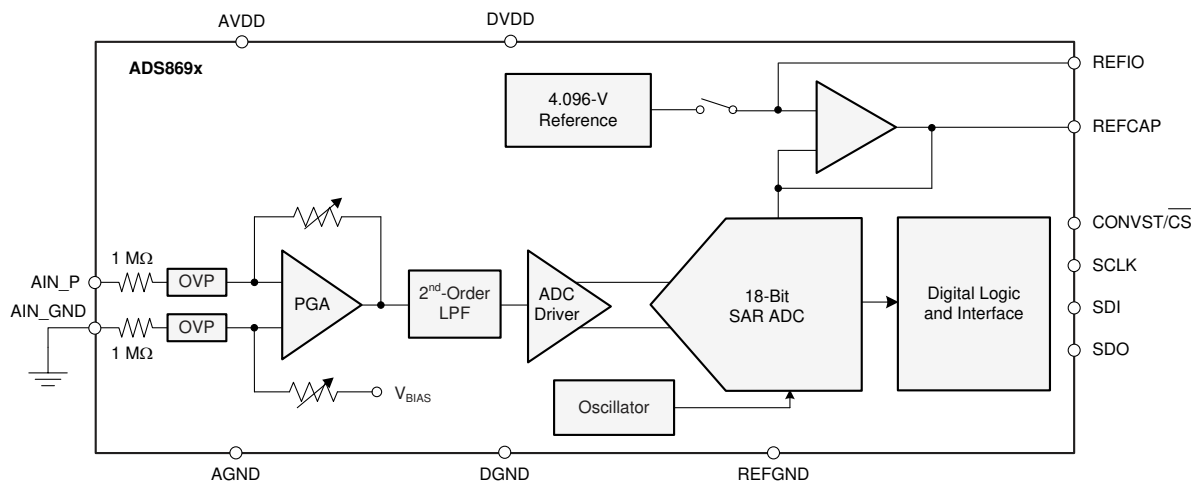 AVDD
DVDD
ADS869x
REFIO
4.096-V
Reference
REFCAP
CONVST/CS
1 MΩ
AIN_P
OVP
SCLK
AIN_GND
PGA
2nd-Order
LPF
ADC
Driver
18-Bit
SAR ADC
Digital Logic
and Interface
SDI
OVP
1 MΩ
SDO
VBIAS
Oscillator
AGND
DGND
REFGND